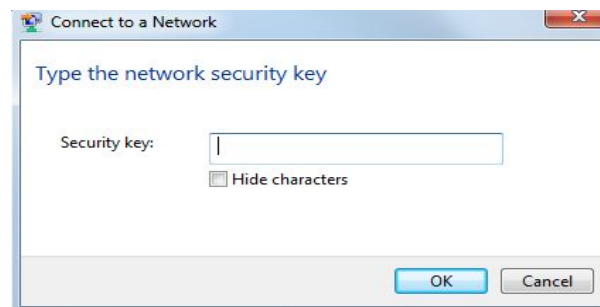 Connect to a Network
Type the network security key
Security key:
Hide characters
OK Cancel